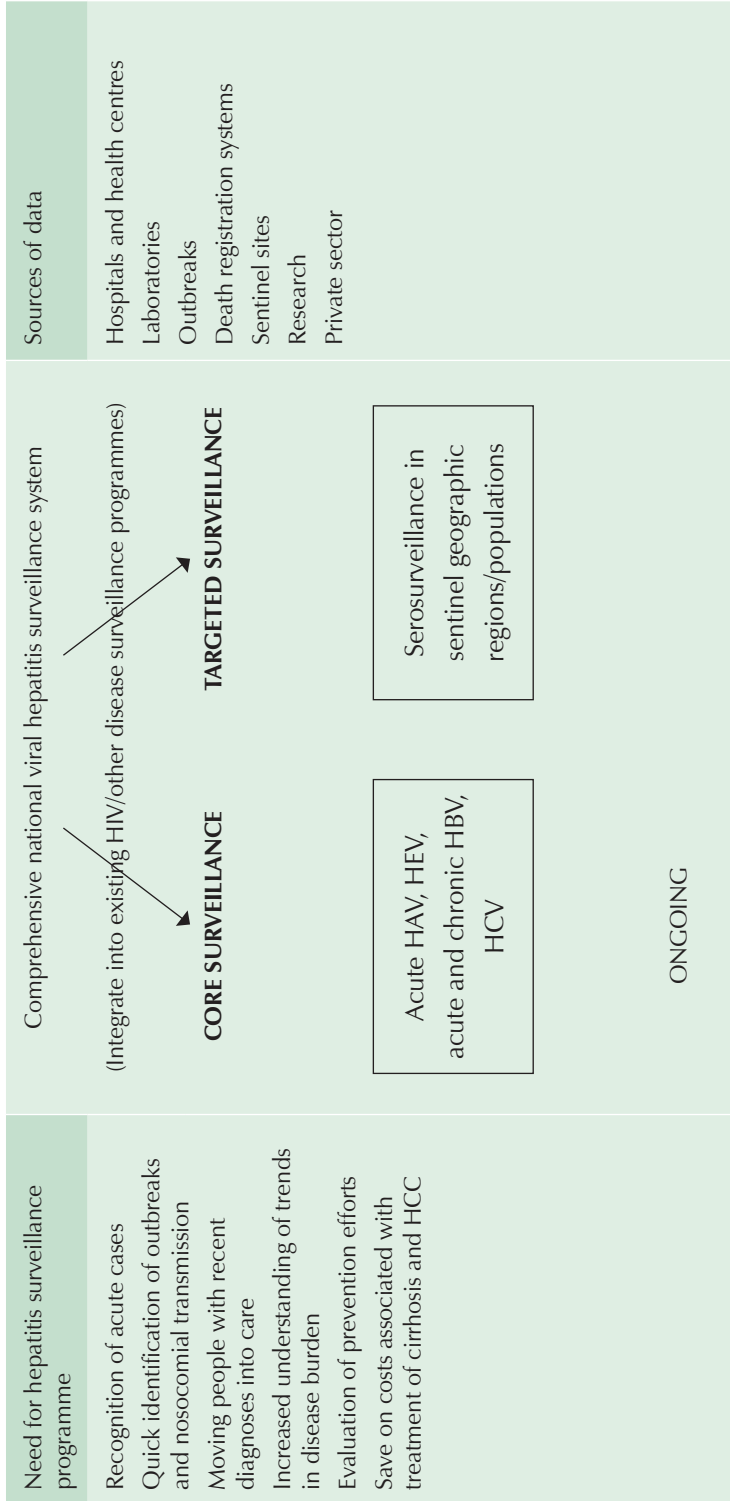 Need for hepatitis surveillance
programme
Recognition of acute cases
Quick identification of outbreaks
and nosocomial transmission
Moving people with recent
diagnoses into care
Increased understanding of trends
in disease burden
Evaluation of prevention efforts
Save on costs associated with
treatment of cirrhosis and HCC
Comprehensive national viral hepatitis surveillance system
(Integrate into existing HIV/other disease surveillance programmes)
CORE SURVEILLANCE
TARGETED SURVEILLANCE
Acute HAV, HEV,
acute and chronic HBV,
HCV
Serosurveillance in
sentinel geographic
regions/populations
ONGOING
Sources of data
Hospitals and health centres
Laboratories
Outbreaks
Death registration systems
Sentinel sites
Research
Private sector